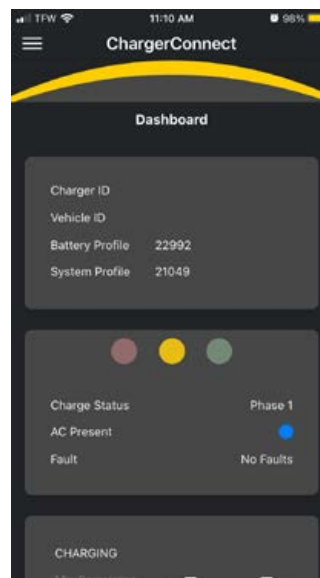 TFW 11:10 AM 98%
ChargerConnect
Dashboard
Charger ID
Vehicle ID
Battery Profile 22992
System Profile 21049
Charge Status Phase 1
AC Present
Fault No Faults
CHARGING